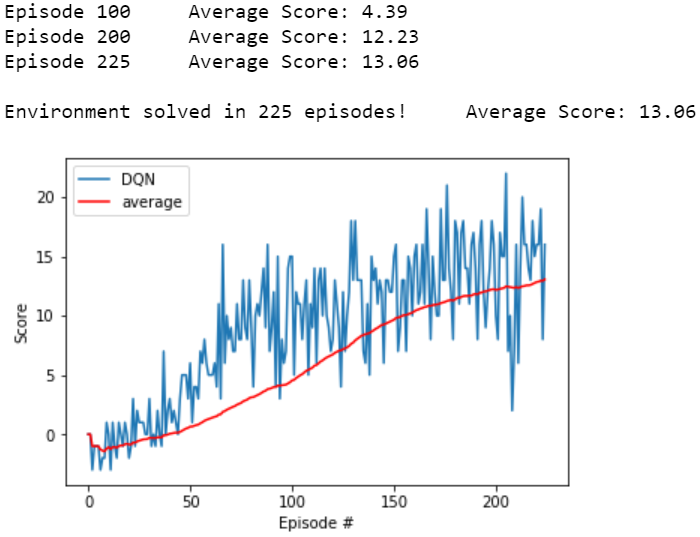 Episode 100     Average Score: 4.39
Episode 200     Average Score: 12.23
Episode 225     Average Score: 13.06
Environment solved in 225 episodes!     Average Score: 13.06
DQN
average
20
15
10
5
0
Score
0 50 100 150 200
Episode #